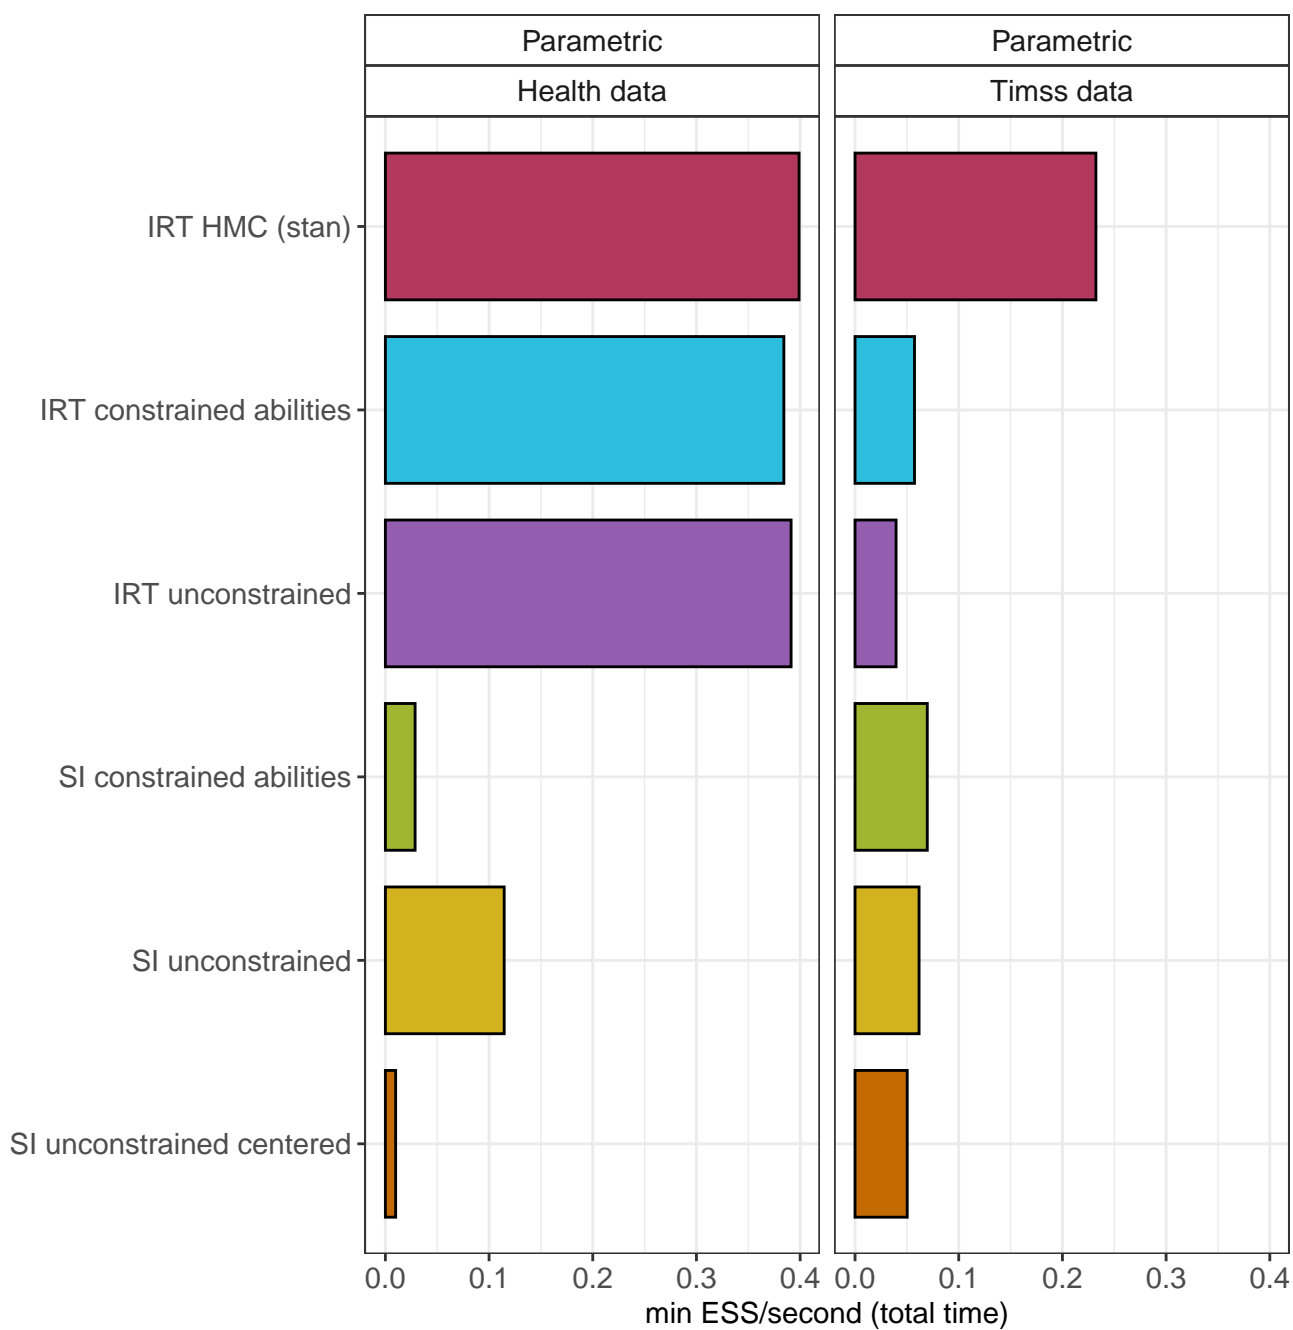 Parametric
Parametric
Health data
Timss data
IRT HMC (stan)
IRT constrained abilities
IRT unconstrained
SI constrained abilities
SI unconstrained
SI unconstrained centered
0.0 0.1 0.2 0.3 0.4
0.0 0.1 0.2 0.3 0.4
min ESS/second (total time)